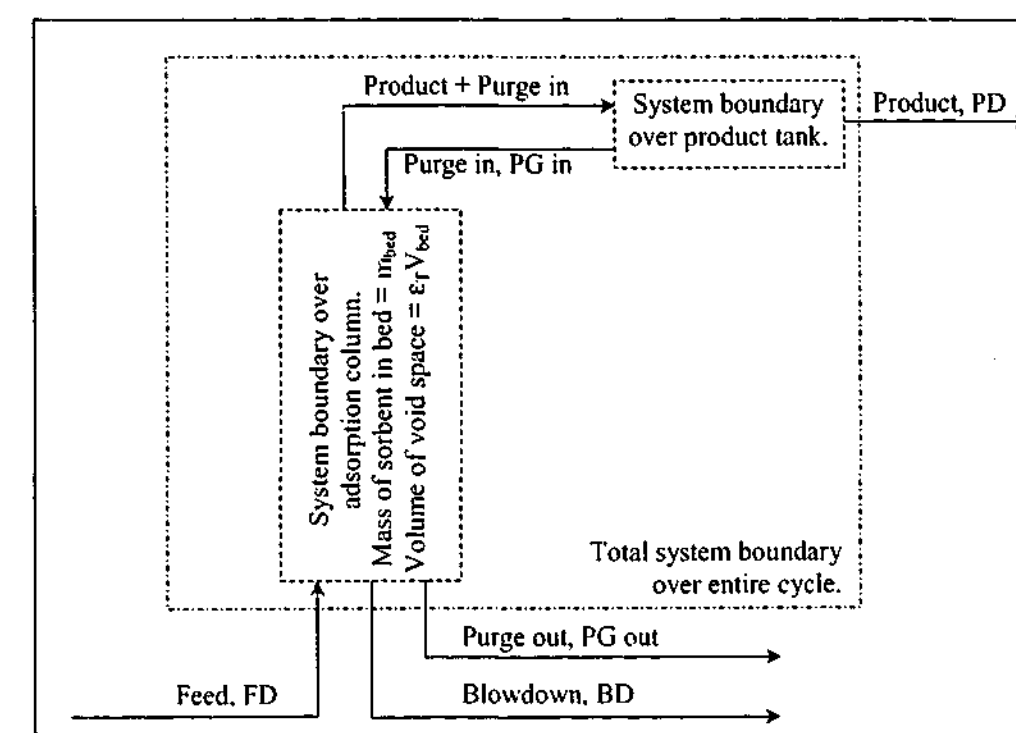 Product + Purge in
System boundary
over product tank.
Product, PD
Purge in, PG in
System boundary over
adsorption column.
Mass of sorbent in bed = m_bed
Volume of void space = ε_T V_bed
Total system boundary
over entire cycle.
Purge out, PG out
Feed, FD
Blowdown, BD